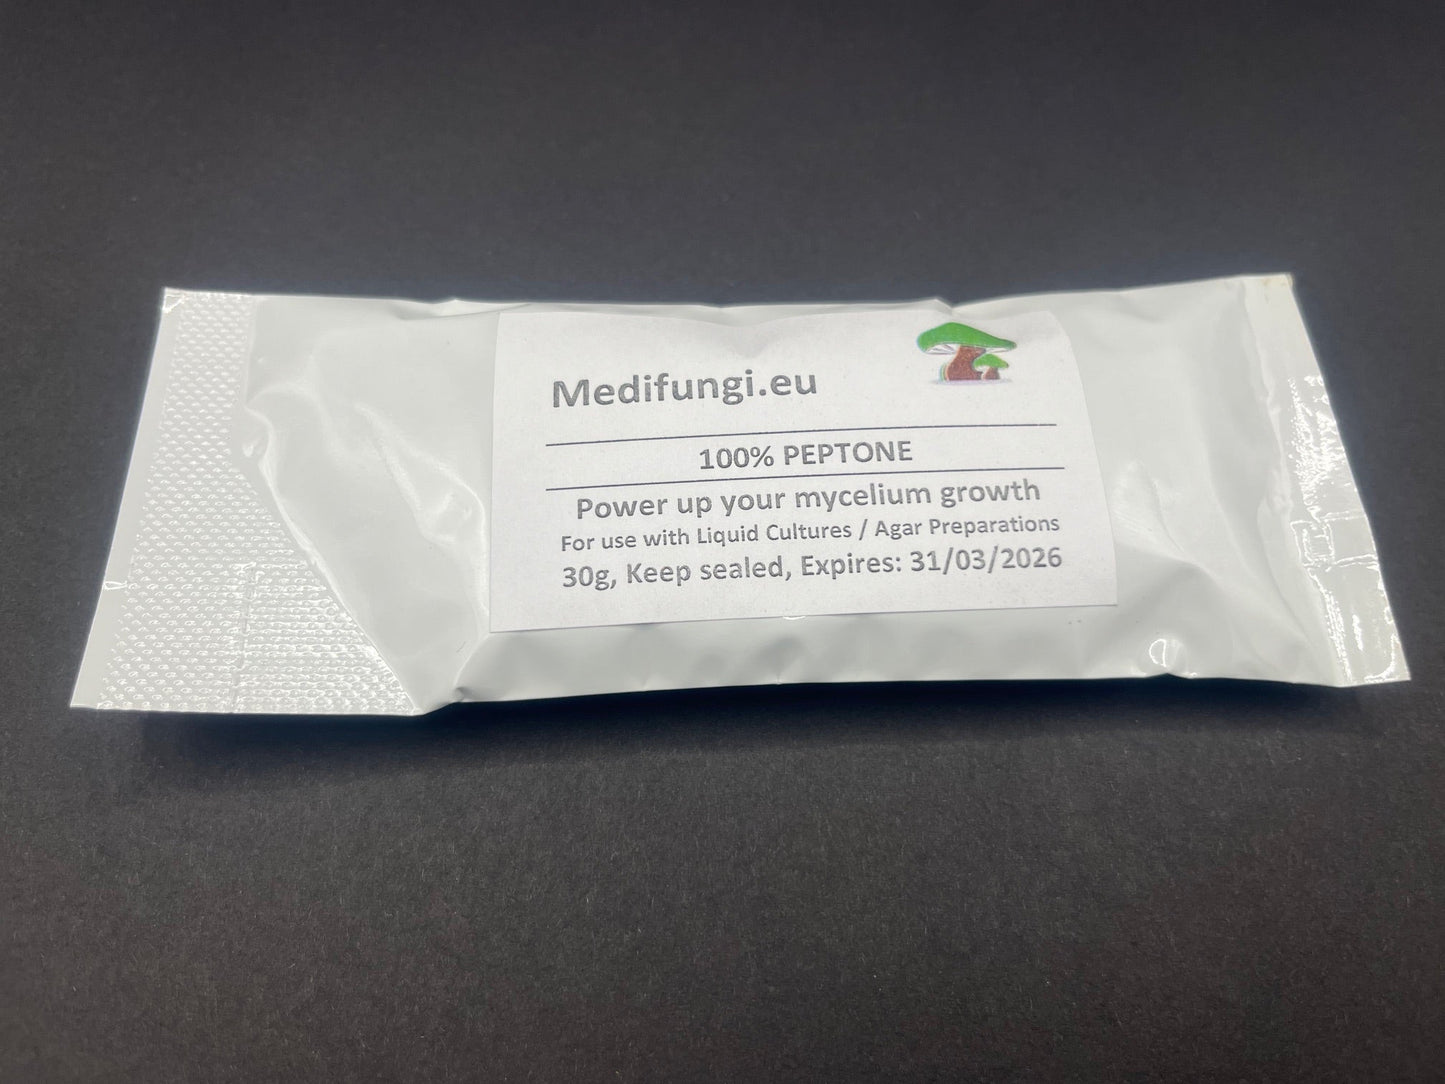 Medifungi.eu
100% PEPTONE
Power up your mycelium growth
For use with Liquid Cultures / Agar Preparations
30g, Keep sealed, Expires: 31/03/2026